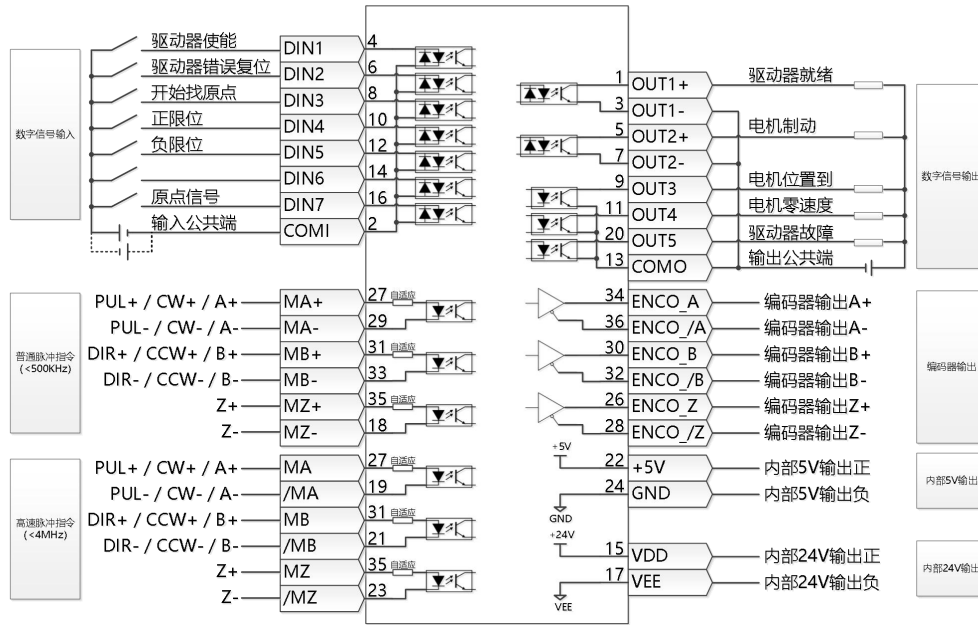 数字信号输入
驱动器使能 DIN1 4
驱动器错误复位 DIN2 6
开始找原点 DIN3 8
正限位 DIN4 10
负限位 DIN5 12
DIN6 14
原点信号 DIN7 16
输入公共端 COMI 2
普通脉冲指令
(<500KHz)
PUL+ / CW+ / A+ MA+ 27 自适应
PUL- / CW- / A- MA- 29
DIR+ / CCW+ / B+ MB+ 31 自适应
DIR- / CCW- / B- MB- 33
Z+ MZ+ 35 自适应
Z- MZ- 18
高速脉冲指令
(<4MHz)
PUL+ / CW+ / A+ MA 27 自适应
PUL- / CW- / A- /MA 19
DIR+ / CCW+ / B+ MB 31 自适应
DIR- / CCW- / B- /MB 21
Z+ MZ 35 自适应
Z- /MZ 23
1 OUT1+ 驱动器就绪
3 OUT1-
5 OUT2+ 电机制动
7 OUT2-
9 OUT3 电机位置到
11 OUT4 电机零速度
20 OUT5 驱动器故障
13 COMO 输出公共端
数字信号输出
34 ENCO_A 编码器输出A+
36 ENCO_/A 编码器输出A-
30 ENCO_B 编码器输出B+
32 ENCO_/B 编码器输出B-
26 ENCO_Z 编码器输出Z+
28 ENCO_/Z 编码器输出Z-
编码器输出
+5V
22 +5V 内部5V输出正
24 GND 内部5V输出负
GND
内部5V输出
+24V
15 VDD 内部24V输出正
17 VEE 内部24V输出负
VEE
内部24V输出